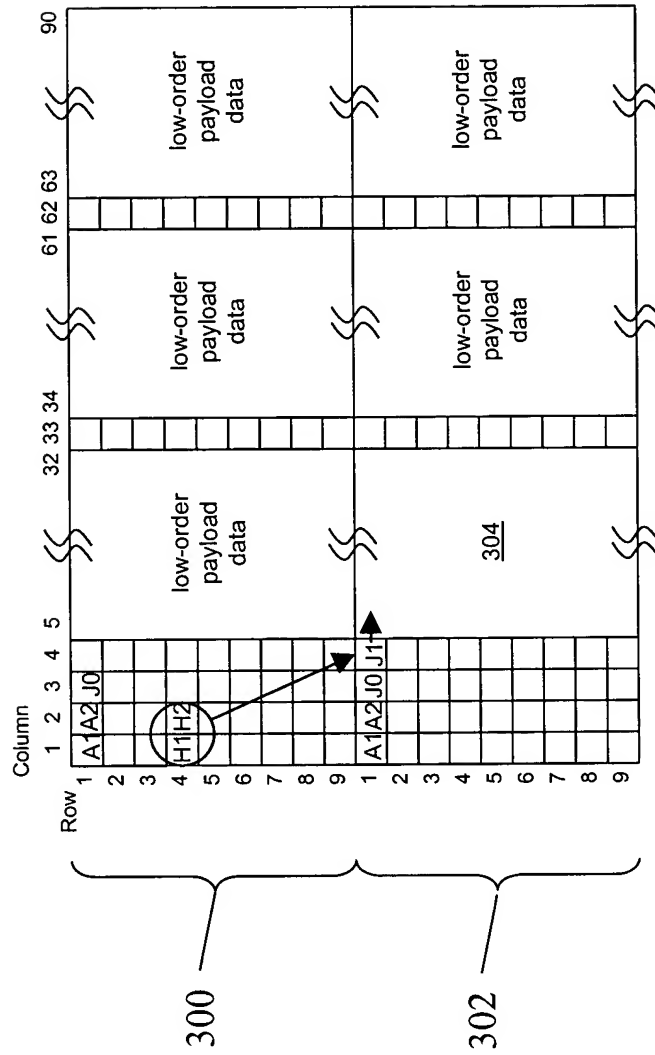 Column
1 2 3 4 5 32 33 34 61 62 63 90
Row
1 A1 A2 J0
2
3
4 H1 H2
5
6
7
8
9
low-order
payload
data
low-order
payload
data
low-order
payload
data
1 A1 A2 J0 J1
2
3
4
5
6
7
8
9
304
low-order
payload
data
low-order
payload
data
300
302